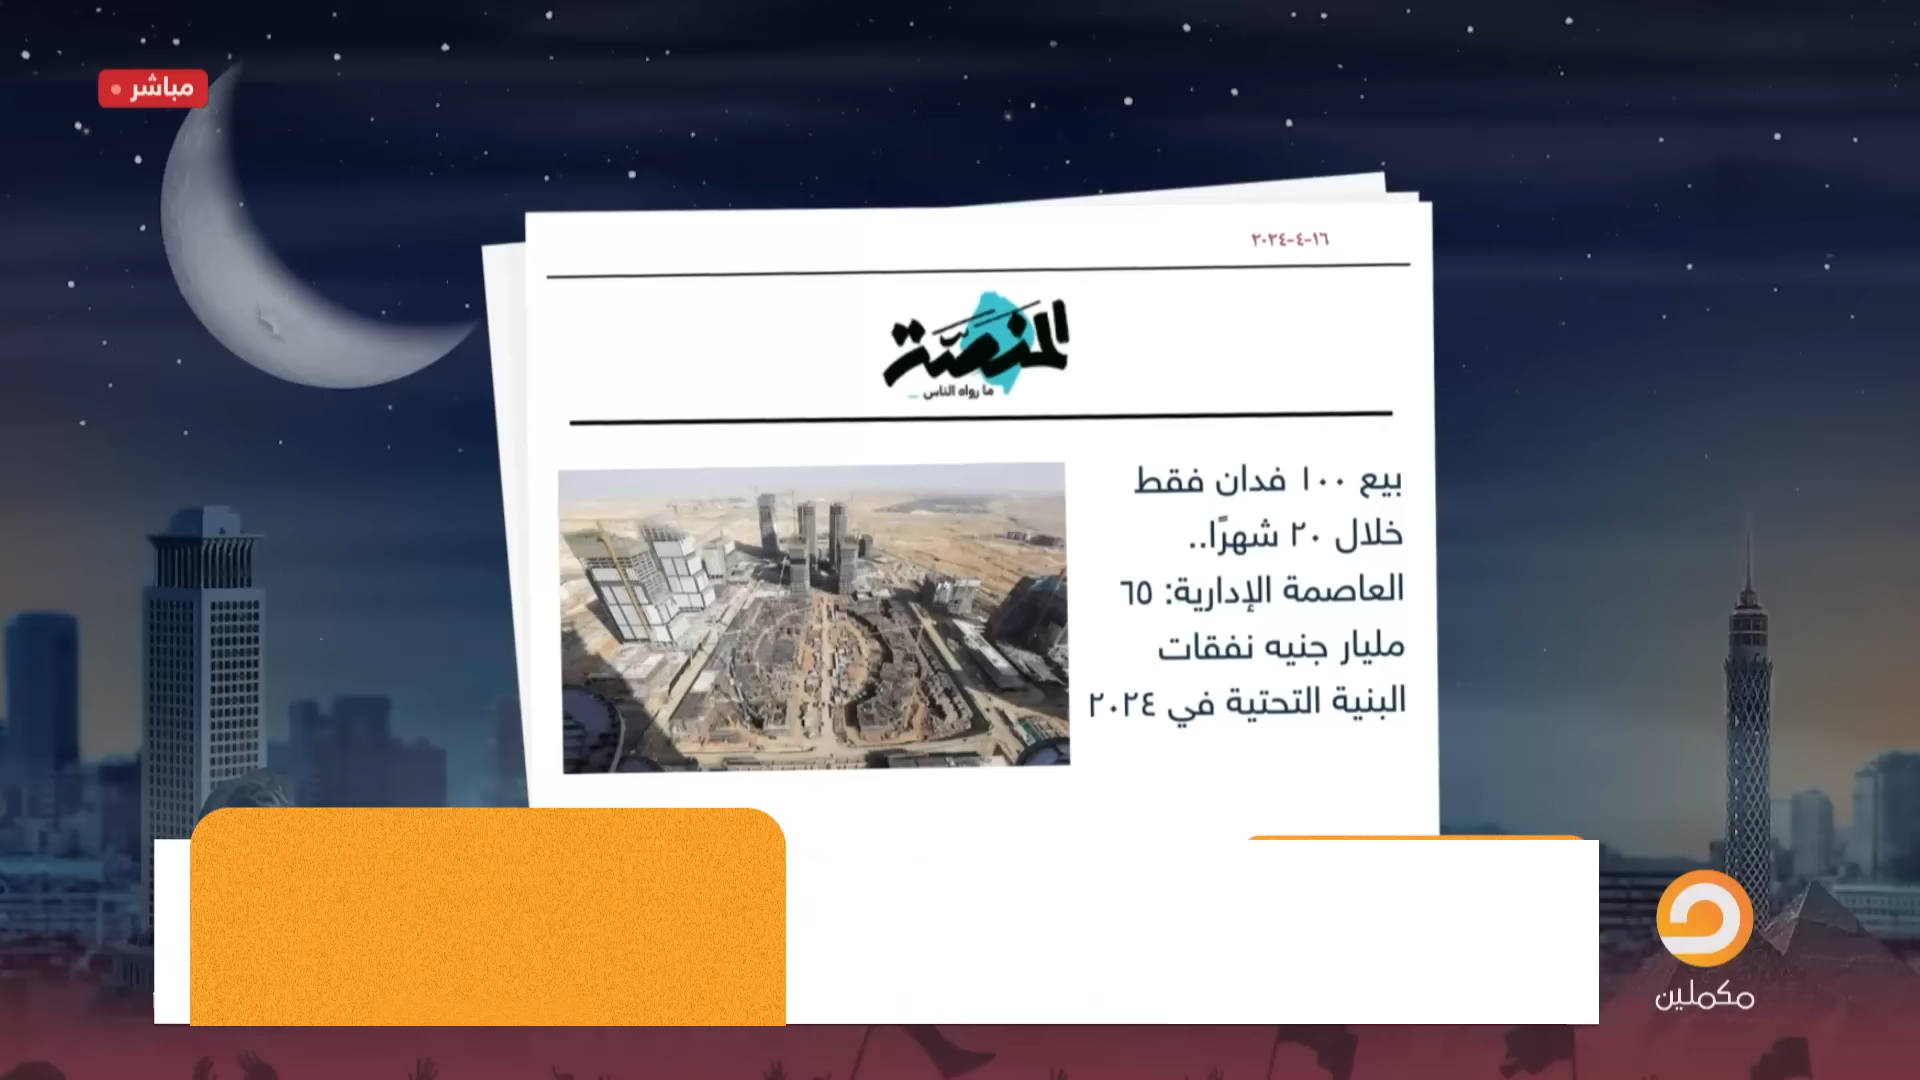 مباشر
١٦-٤-٢٠٢٤
المنصة
ما رواه الناس
بيع ١٠٠ فدان فقط
خلال ٢٠ شهرًا..
العاصمة الإدارية: ٦٥
مليار جنيه نفقات
البنية التحتية في ٢٠٢٤
مكملين